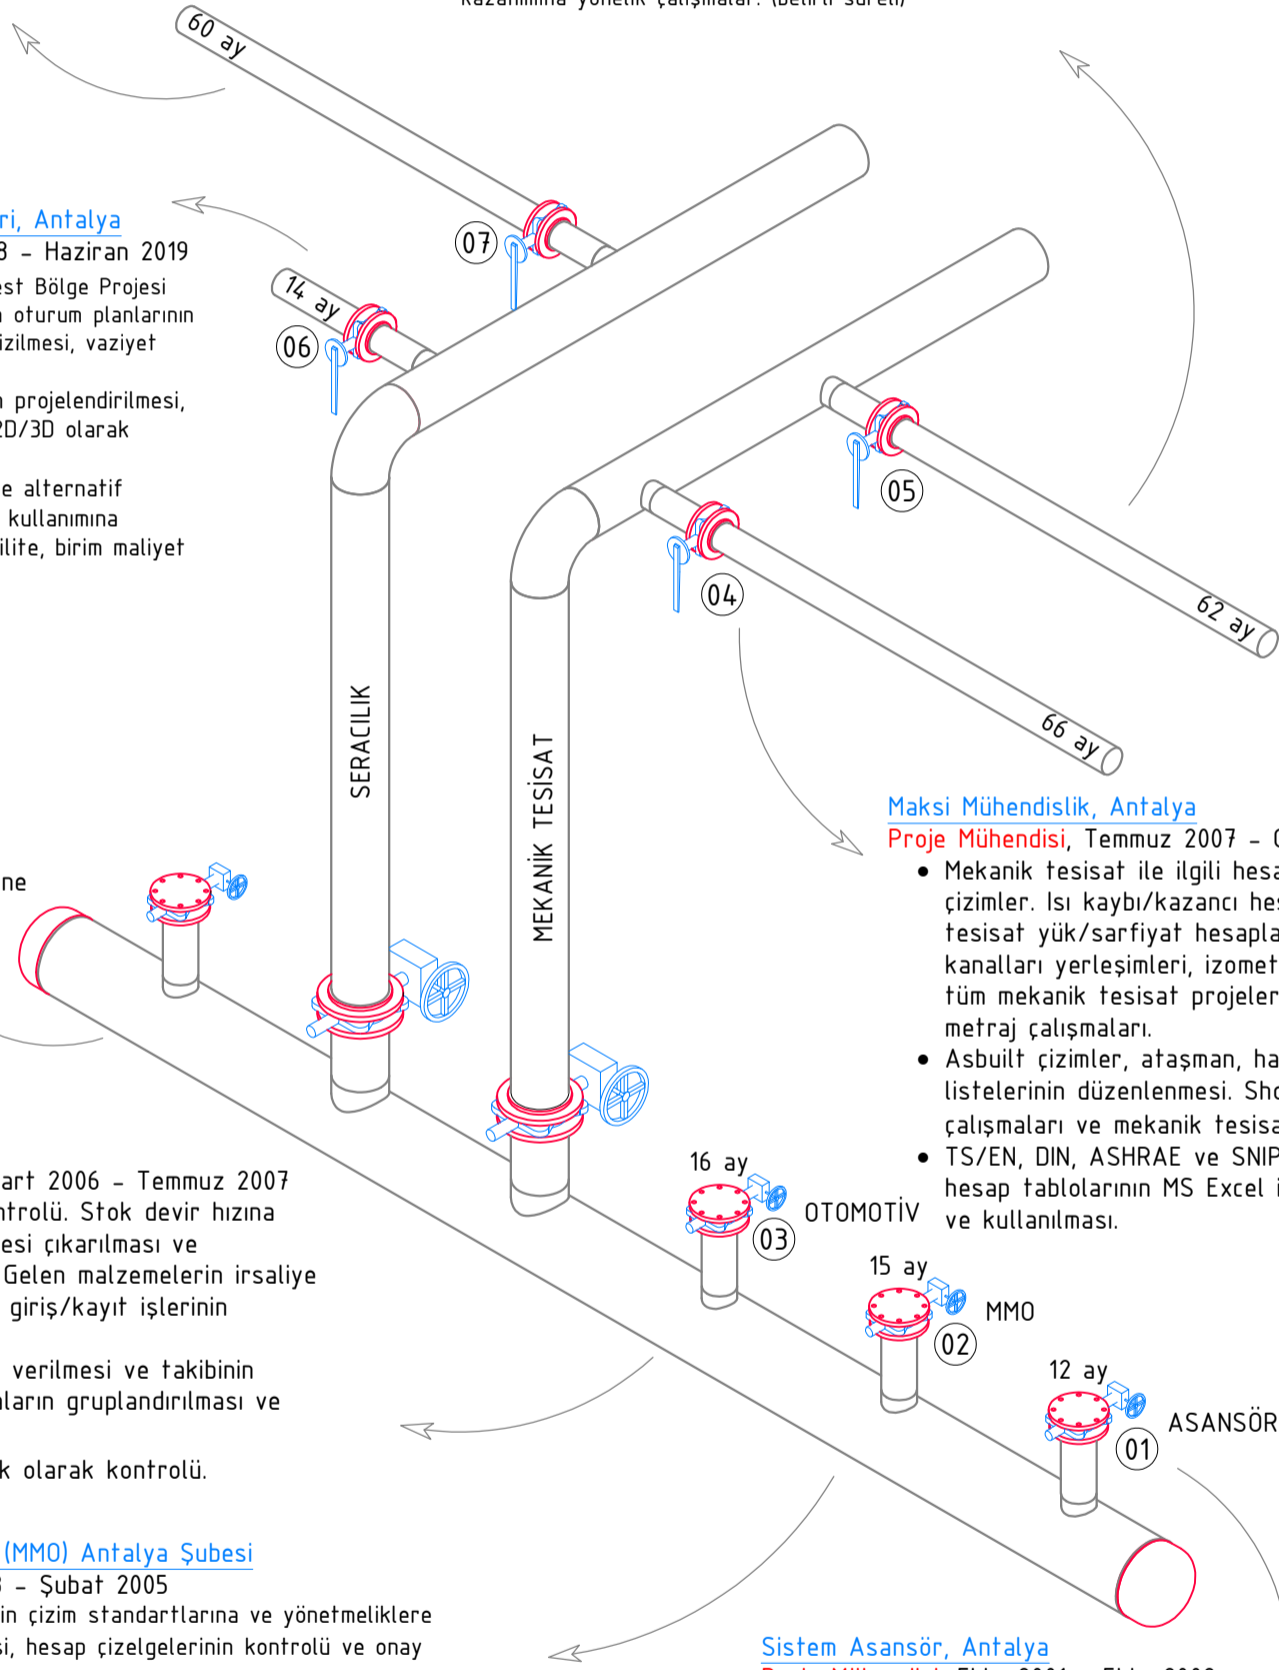 kazanımına yönelik çalışmalar. (Belirli süreli)
60 ay
ri, Antalya
8 - Haziran 2019
est Bölge Projesi
oturum planlarının
izilmesi, vaziyet
projelendirilmesi,
2D/3D olarak
e alternatif
kullanımına
ilite, birim maliyet
07
14 ay
06
05
04
62 ay
66 ay
SERACILIK
MEKANİK TESİSAT
ne
Maksi Mühendislik, Antalya
Proje Mühendisi, Temmuz 2007 -
• Mekanik tesisat ile ilgili hesa
çizimler. Isı kaybı/kazancı hes
tesisat yük/sarfiyat hesapla
kanalları yerleşimleri, izomet
tüm mekanik tesisat projeler
metraj çalışmaları.
• Asbuilt çizimler, ataşman, ha
listelerinin düzenlenmesi. Sho
çalışmaları ve mekanik tesisa
• TS/EN, DIN, ASHRAE ve SNIP
hesap tablolarının MS Excel i
ve kullanılması.
16 ay
OTOMOTİV
03
15 ay
MMO
02
12 ay
ASANSÖR
01
art 2006 - Temmuz 2007
ntrolü. Stok devir hızına
esi çıkarılması ve
Gelen malzemelerin irsaliye
giriş/kayıt işlerinin
verilmesi ve takibinin
ların gruplandırılması ve
k olarak kontrolü.
(MMO) Antalya Şubesi
- Şubat 2005
in çizim standartlarına ve yönetmeliklere
si, hesap çizelgelerinin kontrolü ve onay
Sistem Asansör, Antalya